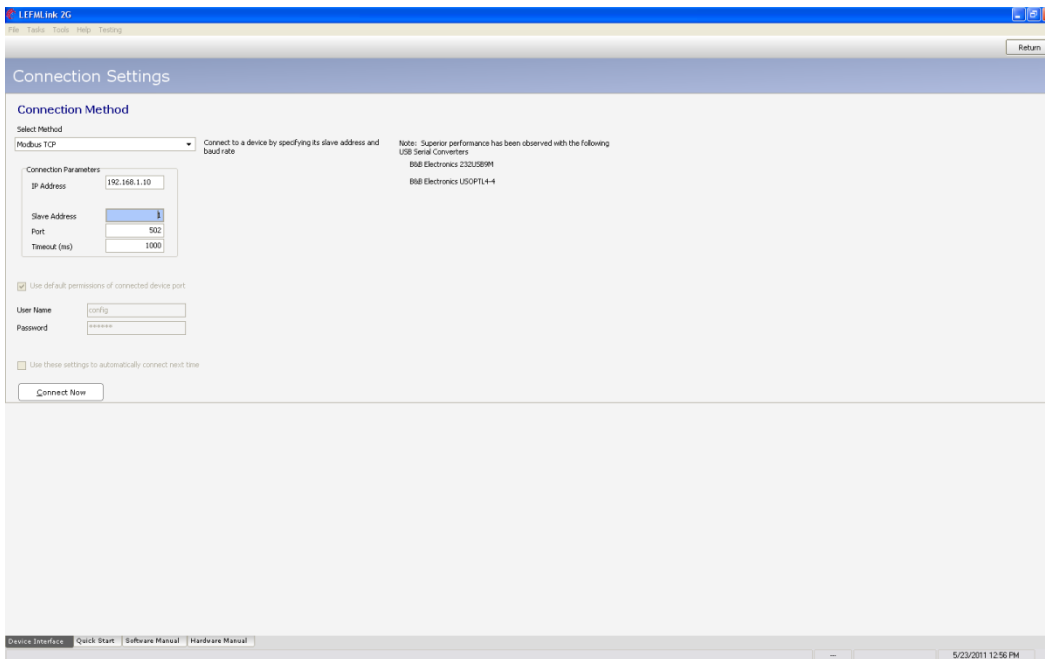 LEFMLink 2G
File Tasks Tools Help Testing
Return
Connection Settings
Connection Method
Select Method
Modbus TCP
Connect to a device by specifying its slave address and
baud rate
Note: Superior performance has been observed with the following
USB Serial Converters
B&B Electronics 232USB9M
B&B Electronics USOPTL4-4
Connection Parameters
IP Address 192.168.1.10
Slave Address 1
Port 502
Timeout (ms) 1000
Use default permissions of connected device port
User Name config
Password ******
Use these settings to automatically connect next time
Connect Now
Device Interface Quick Start Software Manual Hardware Manual
-- 5/23/2011 12:56 PM